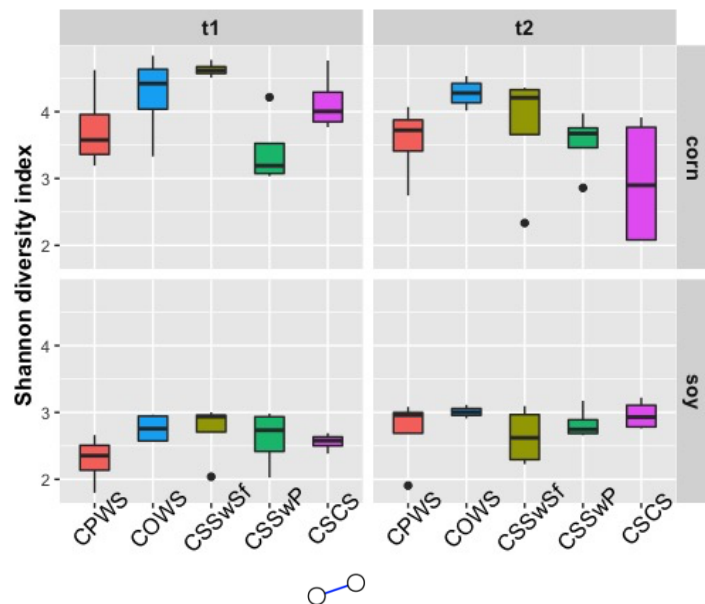 t1 t2
Shannon diversity index
4
3
2
corn
4
3
2
soy
CPWS COWS CSSwSf CSSwP CSCS CPWS COWS CSSwSf CSSwP CSCS